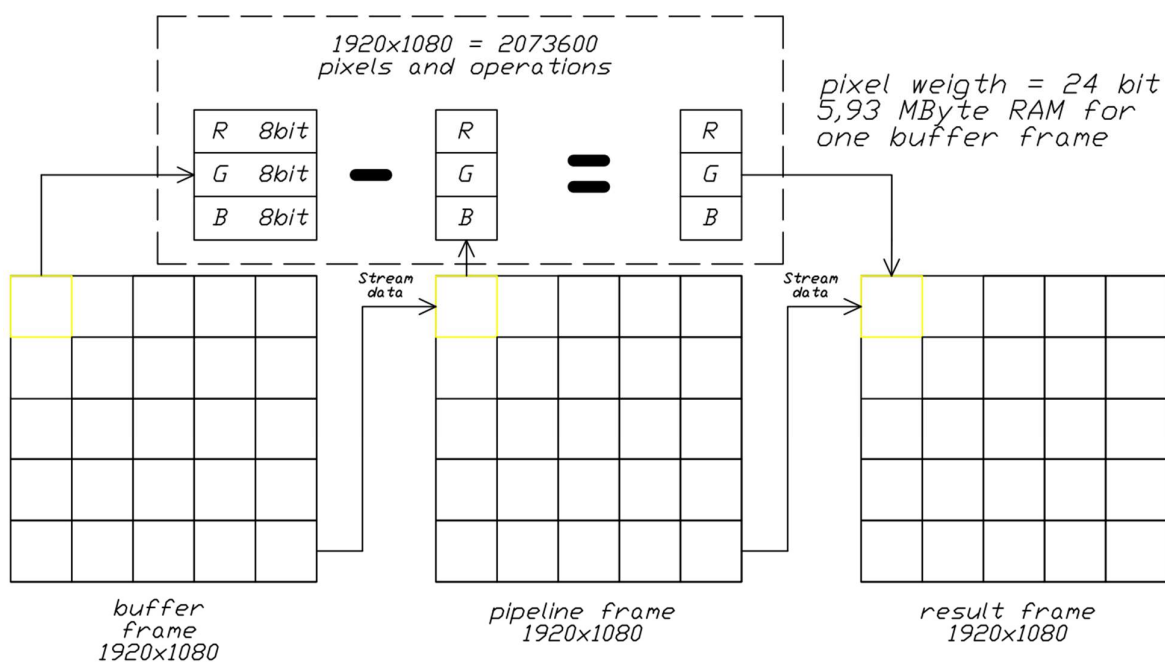 1920x1080 = 2073600
pixels and operations
pixel weigth = 24 bit
5,93 MByte RAM for
one buffer frame
R 8bit
G 8bit
B 8bit
R
G
B
R
G
B
Stream
data
Stream
data
buffer
frame
1920x1080
pipeline frame
1920x1080
result frame
1920x1080